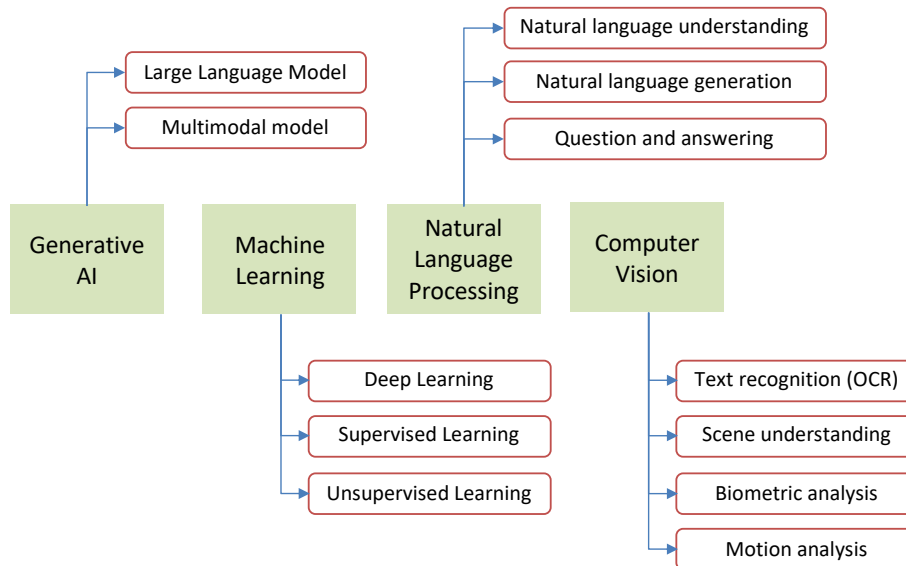 Natural language understanding
Large Language Model
Natural language generation
Multimodal model
Question and answering
Generative
AI
Machine
Learning
Natural
Language
Processing
Computer
Vision
Deep Learning
Text recognition (OCR)
Supervised Learning
Scene understanding
Unsupervised Learning
Biometric analysis
Motion analysis